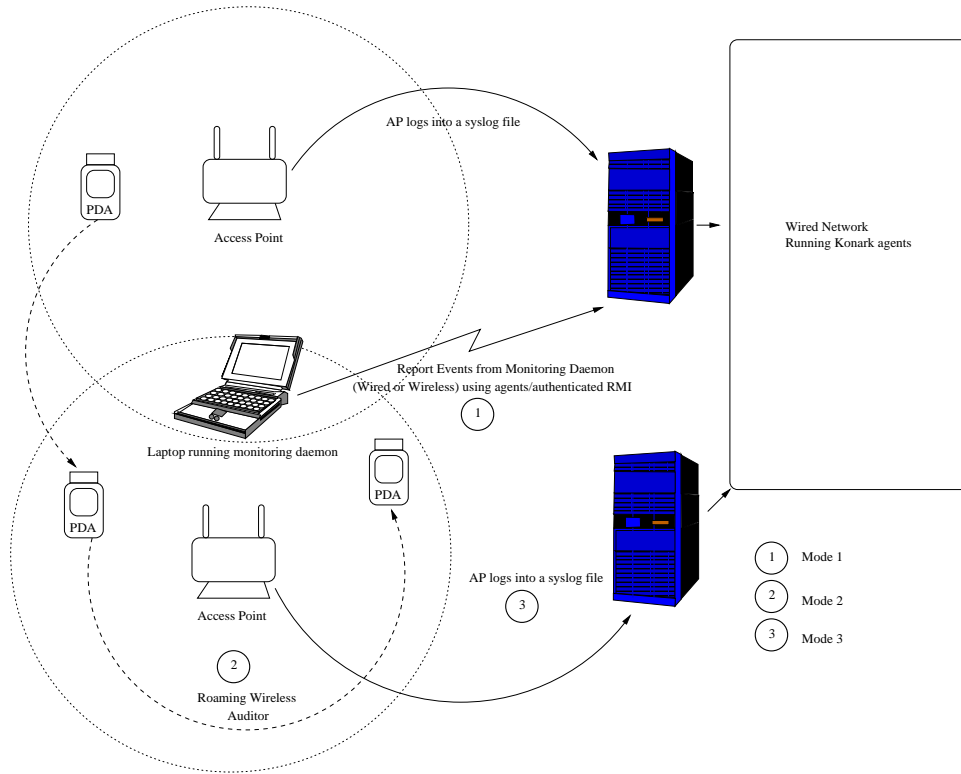 AP logs into a syslog file
PDA
Access Point
Wired Network
Running Konark agents
Report Events from Monitoring Daemon
(Wired or Wireless) using agents/authenticated RMI
1
Laptop running monitoring daemon
PDA
PDA
AP logs into a syslog file
3
Access Point
2
Roaming Wireless
Auditor
1 Mode 1
2 Mode 2
3 Mode 3